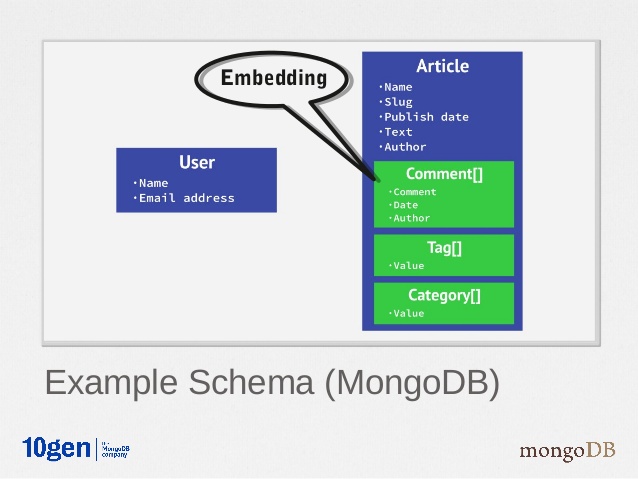 Embedding
Article
·Name
·Slug
·Publish date
·Text
·Author
User
·Name
·Email address
Comment[]
·Comment
·Date
·Author
Tag[]
·Value
Category[]
·Value
Example Schema (MongoDB)
10gen
the
MongoDB
company
mongoDB